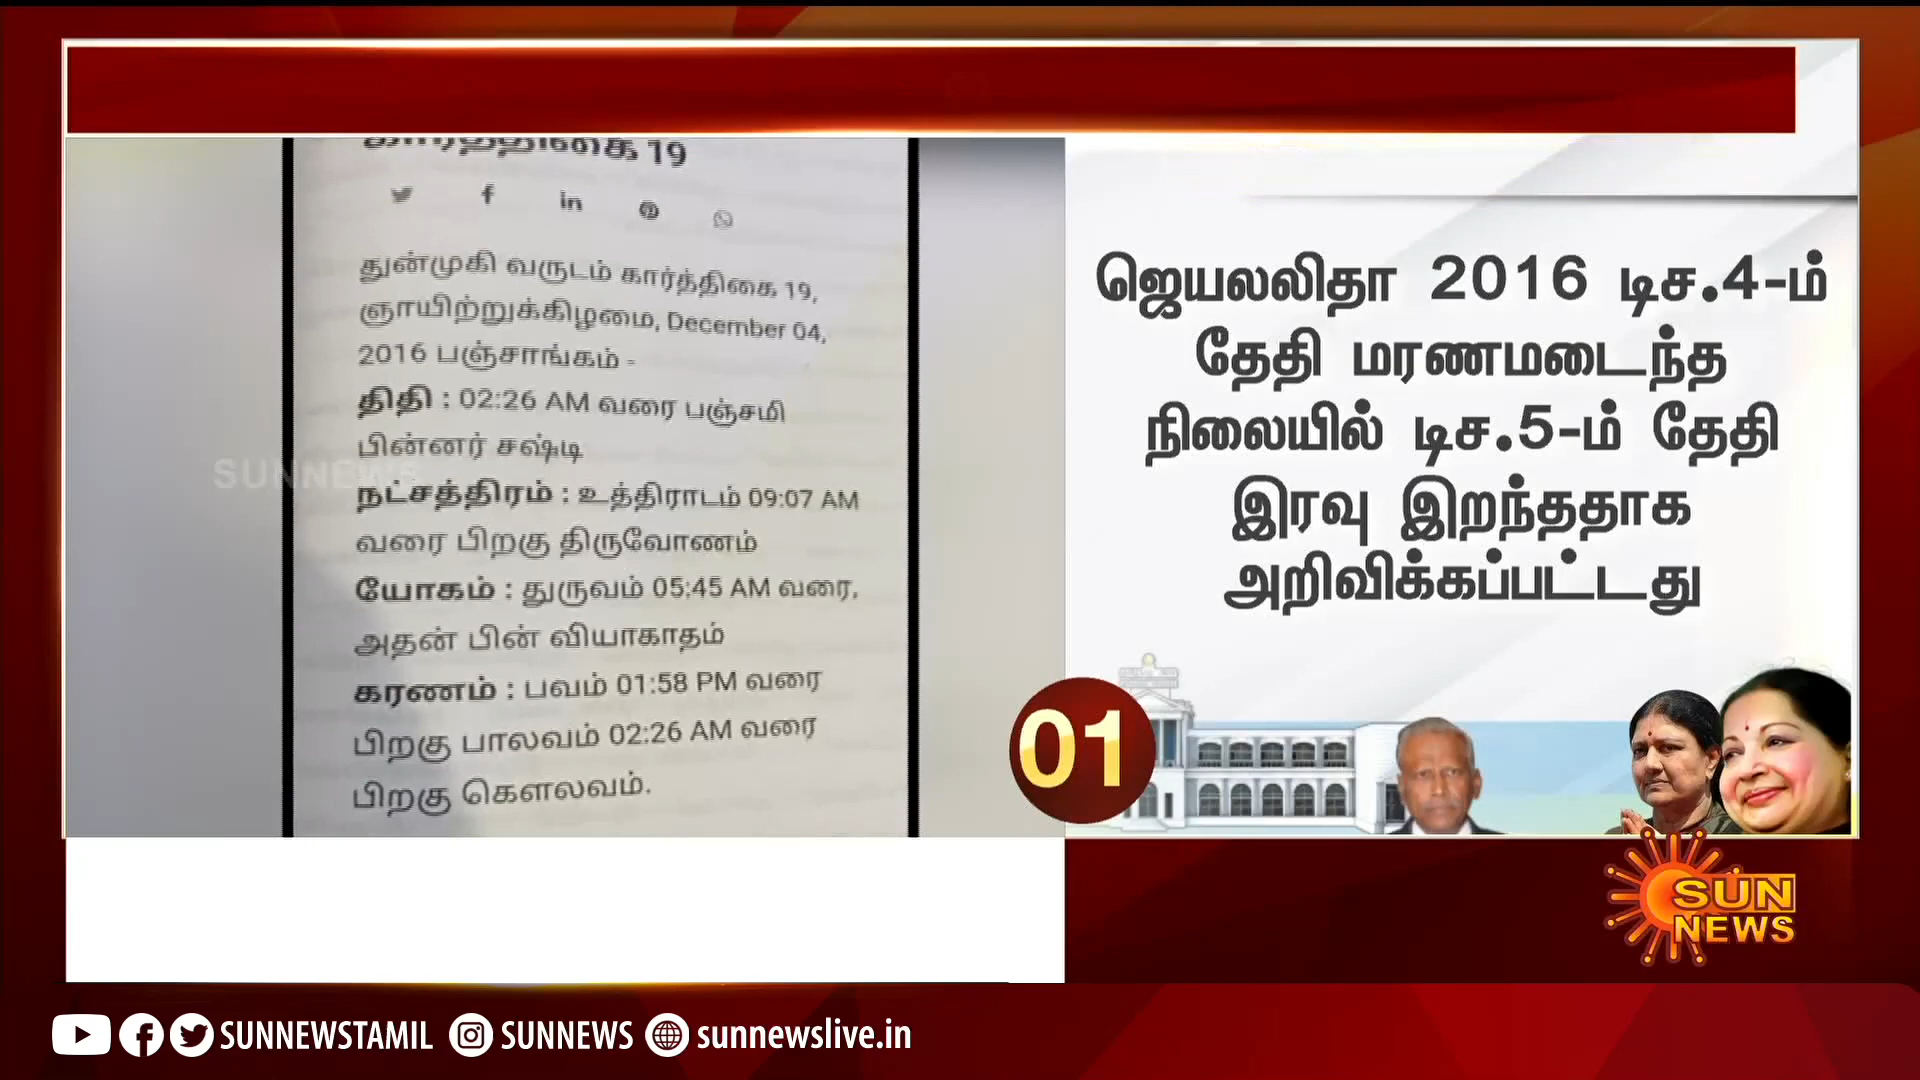 கார்த்திகை 19
துன்முகி வருடம் கார்த்திகை 19,
ஞாயிற்றுக்கிழமை, December 04,
2016 பஞ்சாங்கம் -
திதி : 02:26 AM வரை பஞ்சமி
பின்னர் சஷ்டி
நட்சத்திரம் : உத்திராடம் 09:07 AM
வரை பிறகு திருவோணம்
யோகம் : துருவம் 05:45 AM வரை,
அதன் பின் வியாகாதம்
கரணம் : பவம் 01:58 PM வரை
பிறகு பாலவம் 02:26 AM வரை
பிறகு கௌலவம்.
SUNNEWS
ஜெயலலிதா 2016 டிச.4-ம்
தேதி மரணமடைந்த
நிலையில் டிச.5-ம் தேதி
இரவு இறந்ததாக
அறிவிக்கப்பட்டது
01
SUN
NEWS
SUNNEWSTAMIL SUNNEWS sunnewslive.in